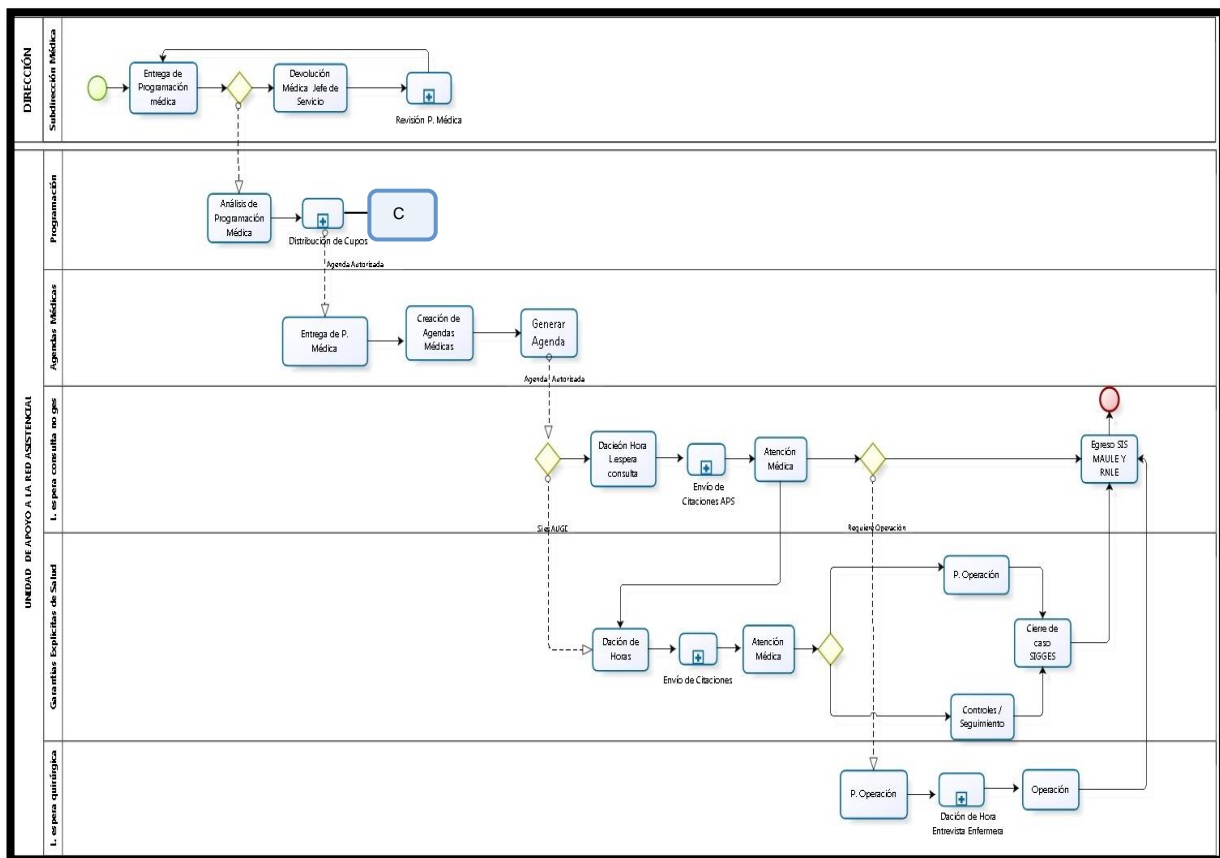 DIRECCIÓN
Subdirección Médica
Entrega de
Programación
médica
Devolución
Médica Jefe de
Servicio
Revisión P. Médica
UNIDAD DE APOYO A LA RED ASISTENCIAL
Programación
Análisis de
Programación
Médica
Distribución de Cupos
C
Agenda Autorizada
Agendas Médicas
Entrega de P.
Médica
Creación de
Agendas
Médicas
Generar
Agenda
Agenda Autorizada
L. espera consulta no ges
Dacieón Hora
L.espera
consulta
Envío de
Citaciones APS
Atención
Médica
Egreso SIS
MAULE Y
RNLE
Si es AUGE
Requiere Operación
Garantías Explícitas de Salud
Dación de
Horas
Envío de Citaciones
Atención
Médica
P. Operación
Cierre de
caso
SIGGES
Controles /
Seguimiento
L. espera quirúrgica
P. Operación
Dación de Hora
Entrevista Enfermera
Operación